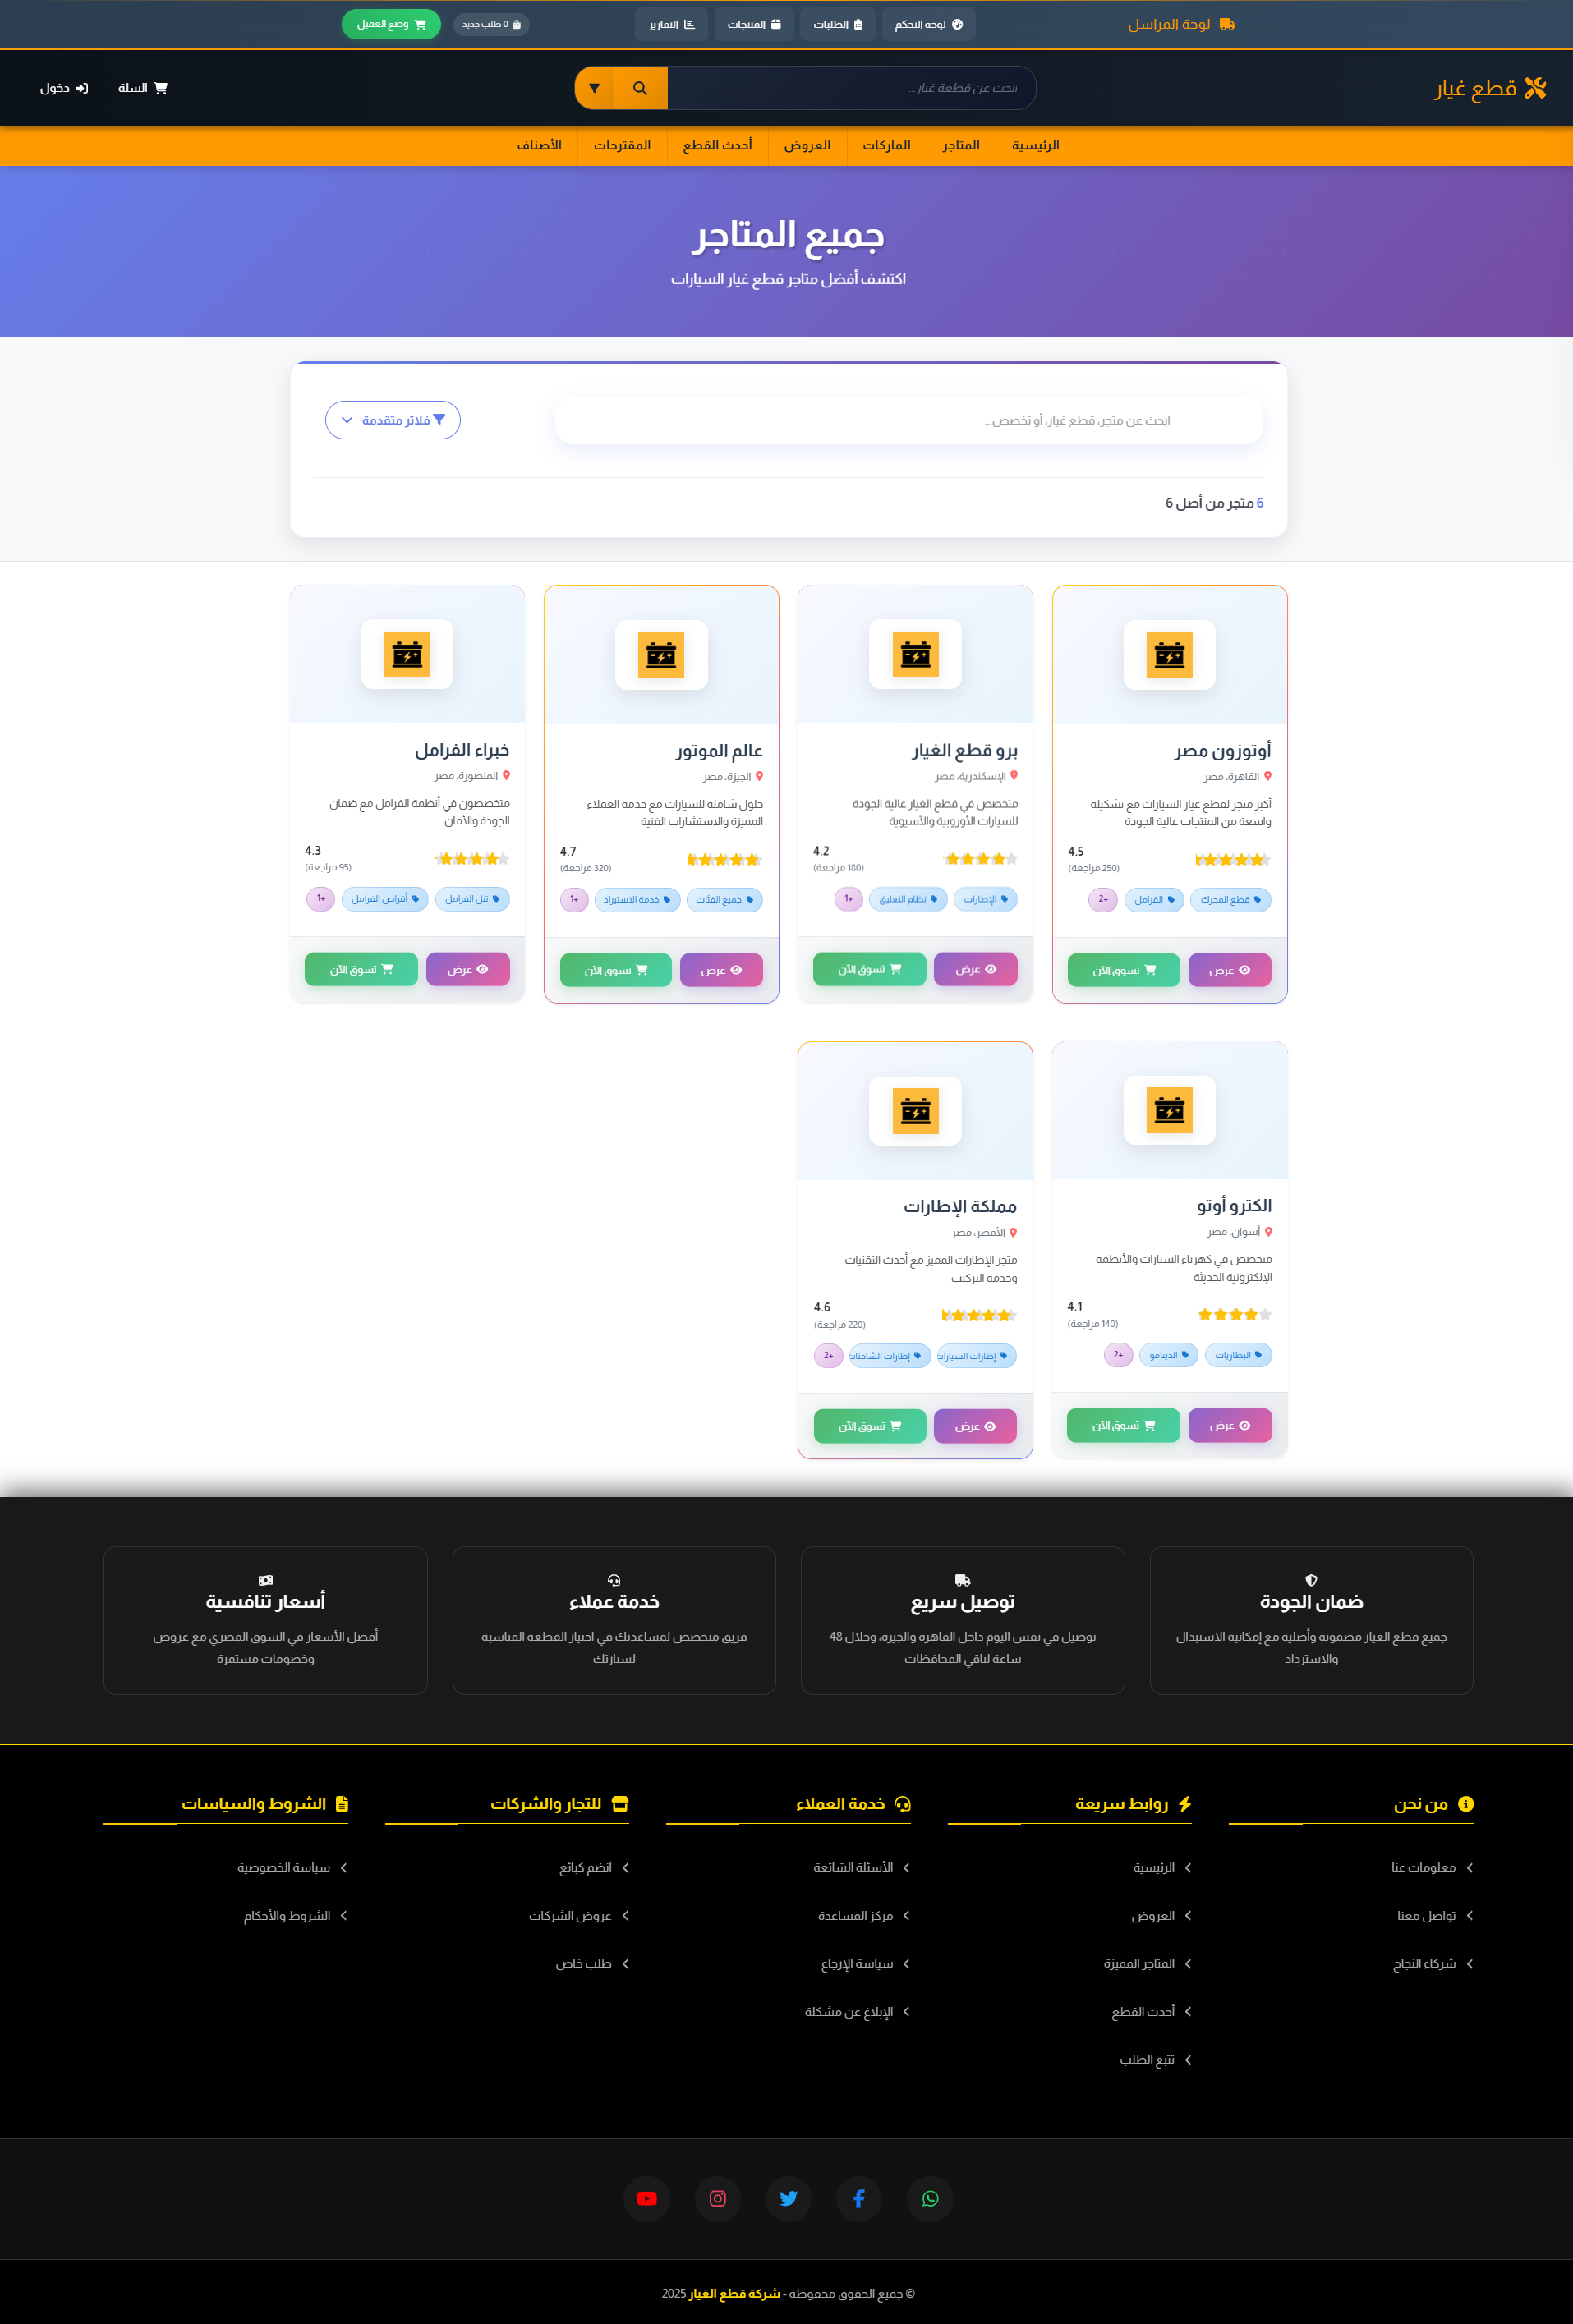 لوحة المراسل
لوحة التحكم
الطلبات
المنتجات
التقارير
0 طلب جديد
وضع العميل
قطع غيار
ابحث عن قطعة غيار...
السلة
دخول
الرئيسية
المتاجر
الماركات
العروض
أحدث القطع
المقترحات
الأصناف
جميع المتاجر
اكتشف أفضل متاجر قطع غيار السيارات
ابحث عن متجر، قطع غيار، أو تخصص...
فلاتر متقدمة
6 متجر من أصل 6
أوتوزون مصر
القاهرة، مصر
أكبر متجر لقطع غيار السيارات مع تشكيلة
واسعة من المنتجات عالية الجودة
4.5
(250 مراجعة)
قطع المحرك
الفرامل
+2
عرض
تسوق الآن
برو قطع الغيار
الإسكندرية، مصر
متخصص في قطع الغيار عالية الجودة
للسيارات الأوروبية والآسيوية
4.2
(180 مراجعة)
الإطارات
نظام التعليق
+1
عرض
تسوق الآن
عالم الموتور
الجيزة، مصر
حلول شاملة للسيارات مع خدمة العملاء
المميزة والاستشارات الفنية
4.7
(320 مراجعة)
جميع الفئات
خدمة الاستيراد
+1
عرض
تسوق الآن
خبراء الفرامل
المنصورة، مصر
متخصصون في أنظمة الفرامل مع ضمان
الجودة والأمان
4.3
(95 مراجعة)
تيل الفرامل
أقراص الفرامل
+1
عرض
تسوق الآن
الكترو أوتو
أسوان، مصر
متخصص في كهرباء السيارات والأنظمة
الإلكترونية الحديثة
4.1
(140 مراجعة)
البطاريات
الدينامو
+2
عرض
تسوق الآن
مملكة الإطارات
الأقصر، مصر
متجر الإطارات المميز مع أحدث التقنيات
وخدمة التركيب
4.6
(220 مراجعة)
إطارات السيارات
إطارات الشاحنات
+2
عرض
تسوق الآن
ضمان الجودة
جميع قطع الغيار مضمونة وأصلية مع إمكانية الاستبدال
والاسترداد
توصيل سريع
توصيل في نفس اليوم داخل القاهرة والجيزة، وخلال 48
ساعة لباقي المحافظات
خدمة عملاء
فريق متخصص لمساعدتك في اختيار القطعة المناسبة
لسيارتك
أسعار تنافسية
أفضل الأسعار في السوق المصري مع عروض
وخصومات مستمرة
من نحن
معلومات عنا
تواصل معنا
شركاء النجاح
روابط سريعة
الرئيسية
العروض
المتاجر المميزة
أحدث القطع
تتبع الطلب
خدمة العملاء
الأسئلة الشائعة
مركز المساعدة
سياسة الإرجاع
الإبلاغ عن مشكلة
للتجار والشركات
انضم كبائع
عروض الشركات
طلب خاص
الشروط والسياسات
سياسة الخصوصية
الشروط والأحكام
© جميع الحقوق محفوظة - شركة قطع الغيار 2025